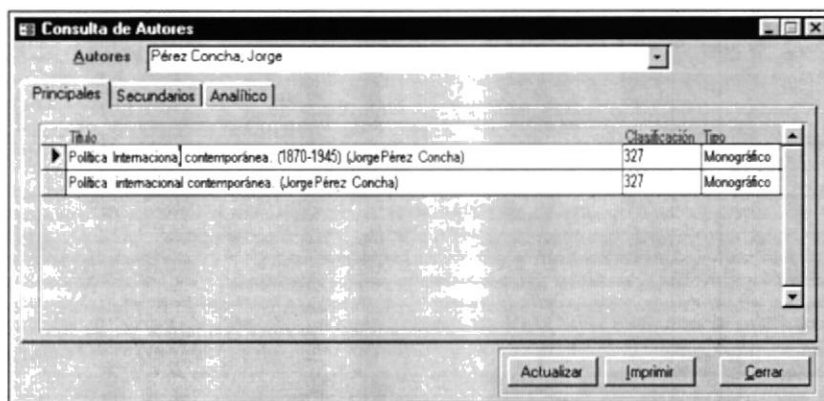 Consulta de Autores
Autores Pérez Concha, Jorge
Principales Secundarios Analítico
Título Clasificación Tipo
Política Internacional contemporánea. (1870-1945) (Jorge Pérez Concha) 327 Monográfico
Política internacional contemporánea. (Jorge Pérez Concha) 327 Monográfico
Actualizar Imprimir Cerrar